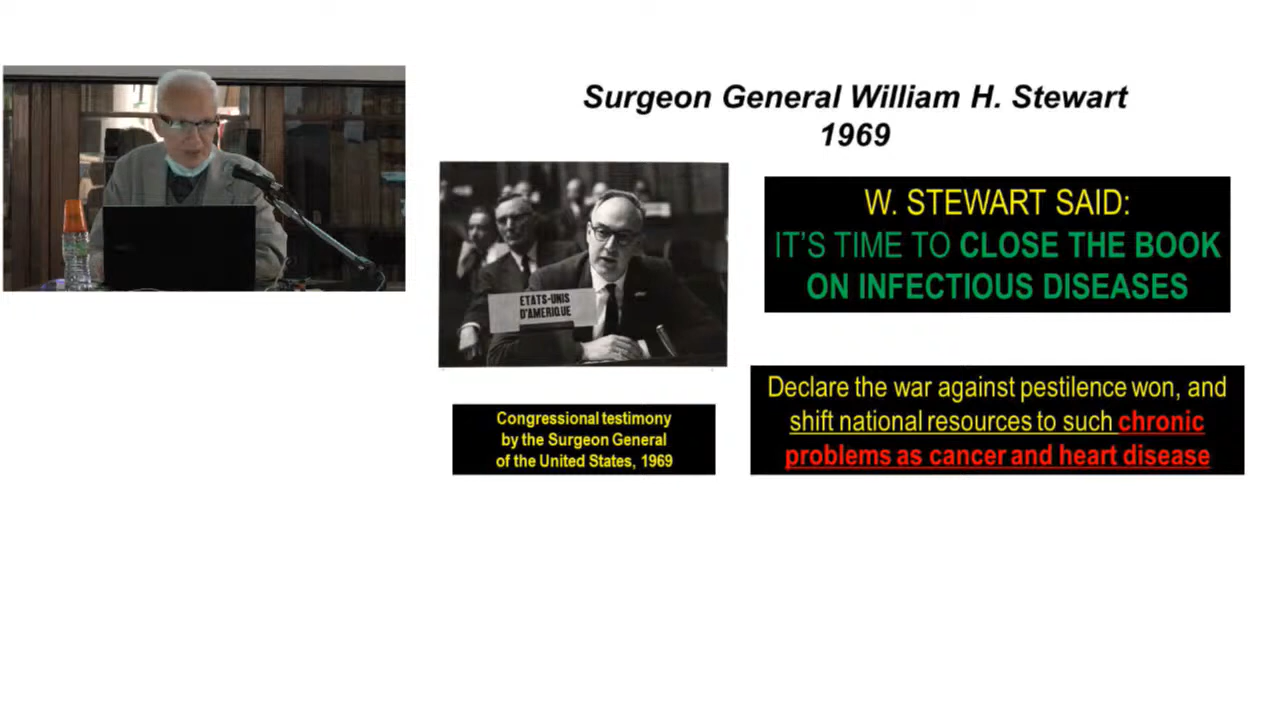 Surgeon General William H. Stewart
1969
ETATS-UNIS
D'AMERIQUE
W. STEWART SAID:
IT'S TIME TO CLOSE THE BOOK
ON INFECTIOUS DISEASES
Congressional testimony
by the Surgeon General
of the United States, 1969
Declare the war against pestilence won, and
shift national resources to such chronic
problems as cancer and heart disease